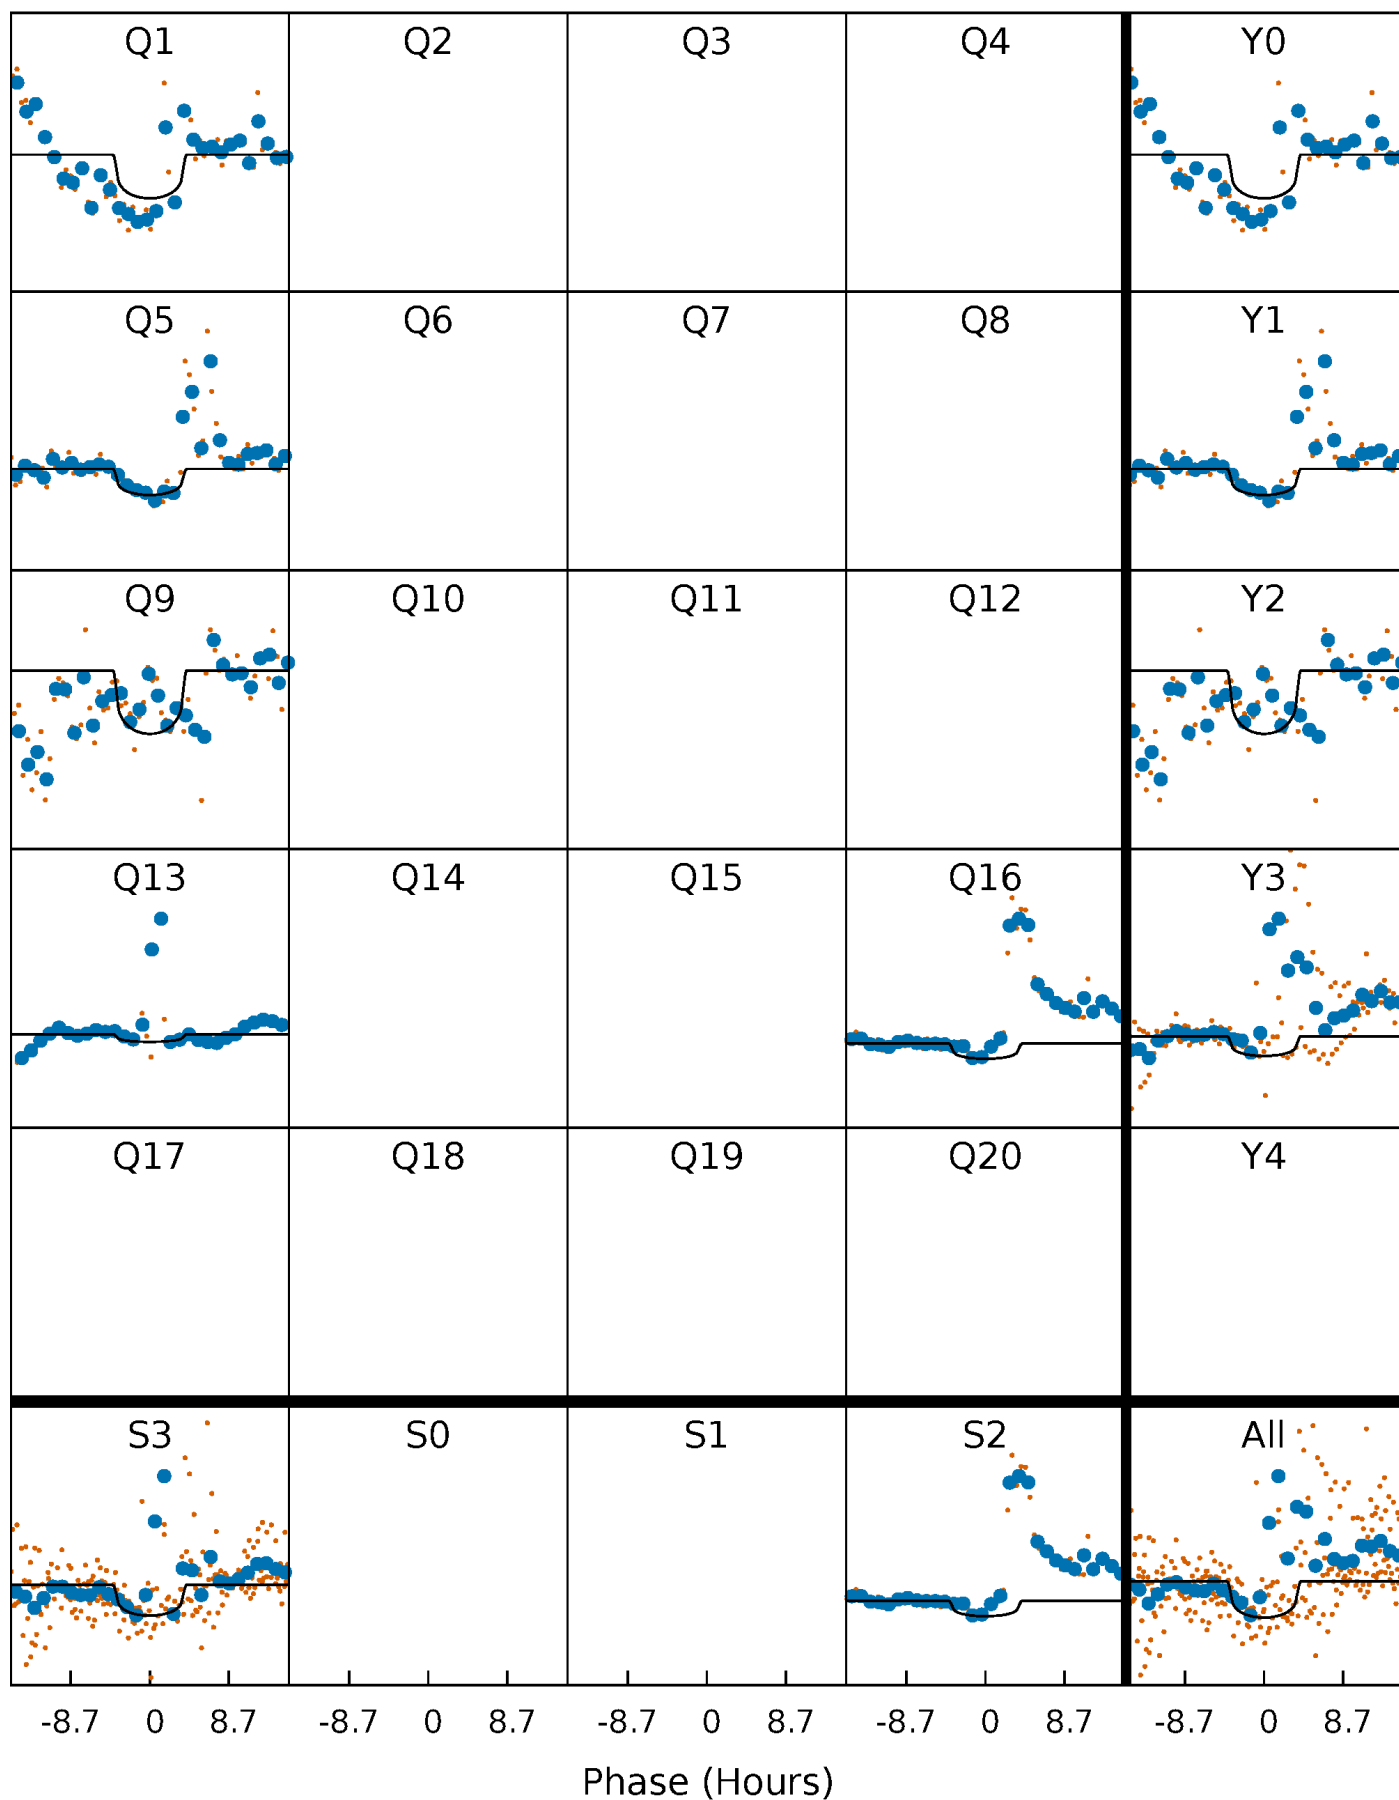 Q1 Q2 Q3 Q4 Y0
Q5 Q6 Q7 Q8 Y1
Q9 Q10 Q11 Q12 Y2
Q13 Q14 Q15 Q16 Y3
Q17 Q18 Q19 Q20 Y4
S3 S0 S1 S2 All
-8.7 0 8.7 -8.7 0 8.7 -8.7 0 8.7 -8.7 0 8.7 -8.7 0 8.7
Phase (Hours)